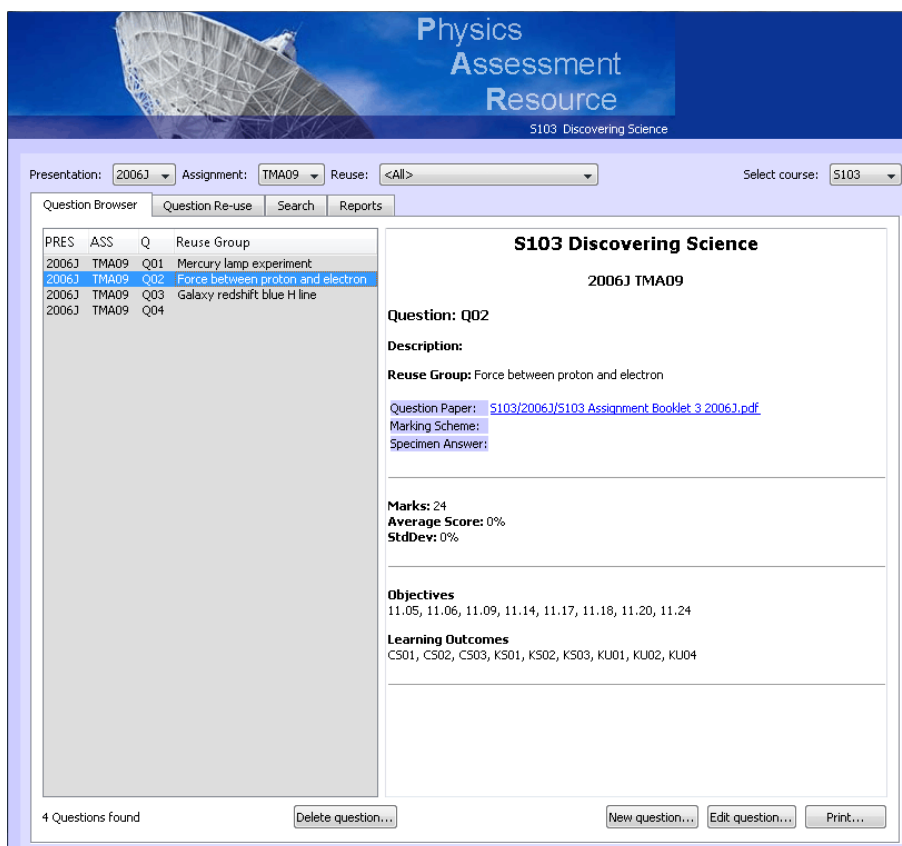 Physics
Assessment
Resource
S103 Discovering Science
Presentation: 2006J Assignment: TMA09 Reuse: <All> Select course: S103
Question Browser Question Re-use Search Reports
PRES ASS Q Reuse Group
2006J TMA09 Q01 Mercury lamp experiment
2006J TMA09 Q02 Force between proton and electron
2006J TMA09 Q03 Galaxy redshift blue H line
2006J TMA09 Q04
S103 Discovering Science
2006J TMA09
Question: Q02
Description:
Reuse Group: Force between proton and electron
Question Paper: S103/2006J/S103 Assignment Booklet 3 2006J.pdf
Marking Scheme:
Specimen Answer:
Marks: 24
Average Score: 0%
StdDev: 0%
Objectives
11.05, 11.06, 11.09, 11.14, 11.17, 11.18, 11.20, 11.24
Learning Outcomes
CS01, CS02, CS03, KS01, KS02, KS03, KU01, KU02, KU04
4 Questions found Delete question... New question... Edit question... Print...